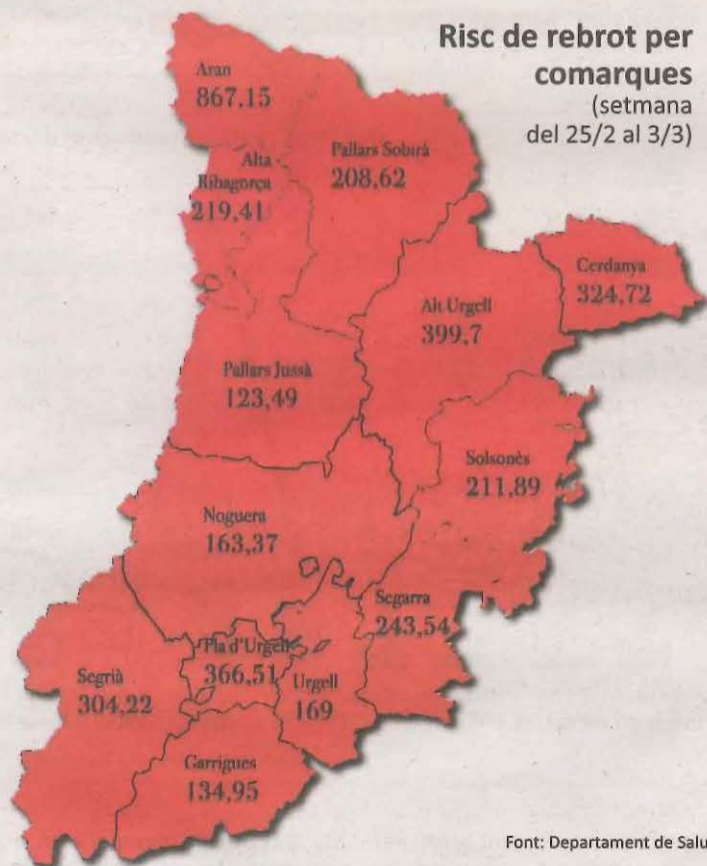 Risc de rebrot per
comarques
(setmana
del 25/2 al 3/3)
Aran
867,15
Pallars Sobirà
208,62
Alta
Ribagorça
219,41
Cerdanya
324,72
Alt Urgell
399,7
Pallars Jussà
123,49
Solsonès
211,89
Noguera
163,37
Segarra
243,54
Pla d'Urgell
366,51
Urgell
169
Segrià
304,22
Garrigues
134,95
Font: Departament de Salu